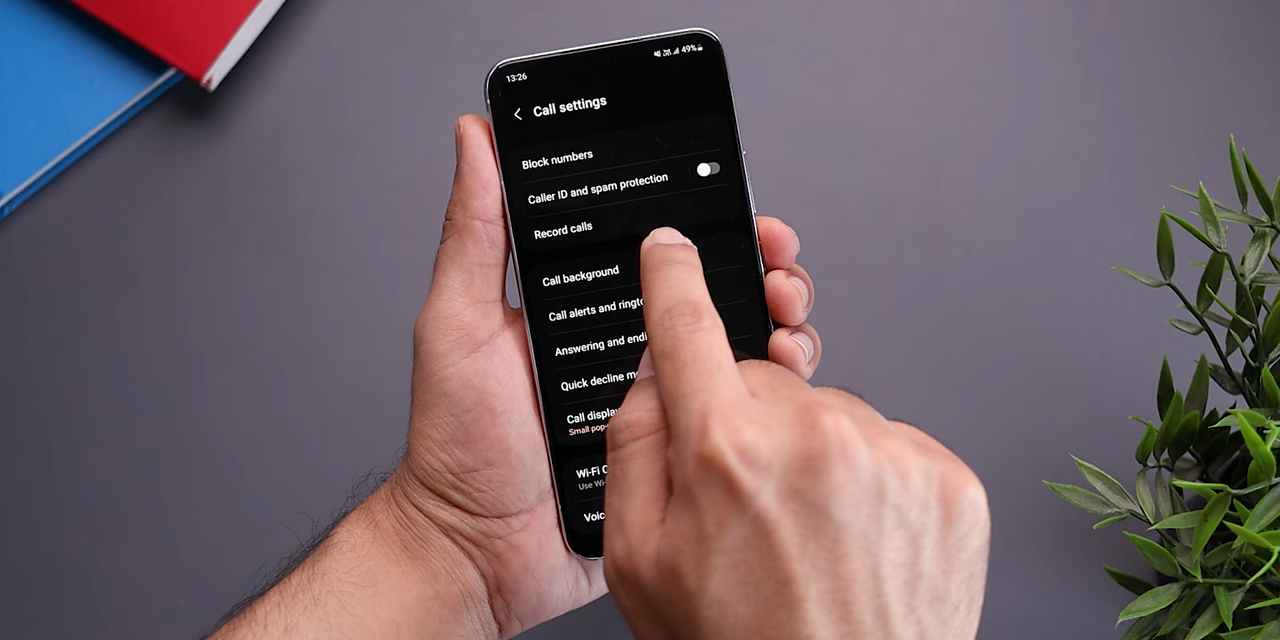 13:26
49%
Call settings
Block numbers
Caller ID and spam protection
Record calls
Call background
Call alerts and ringto
Answering and endi
Quick decline m
Call displa
Small pop-
Wi-Fi C
Use Wi-
Voic